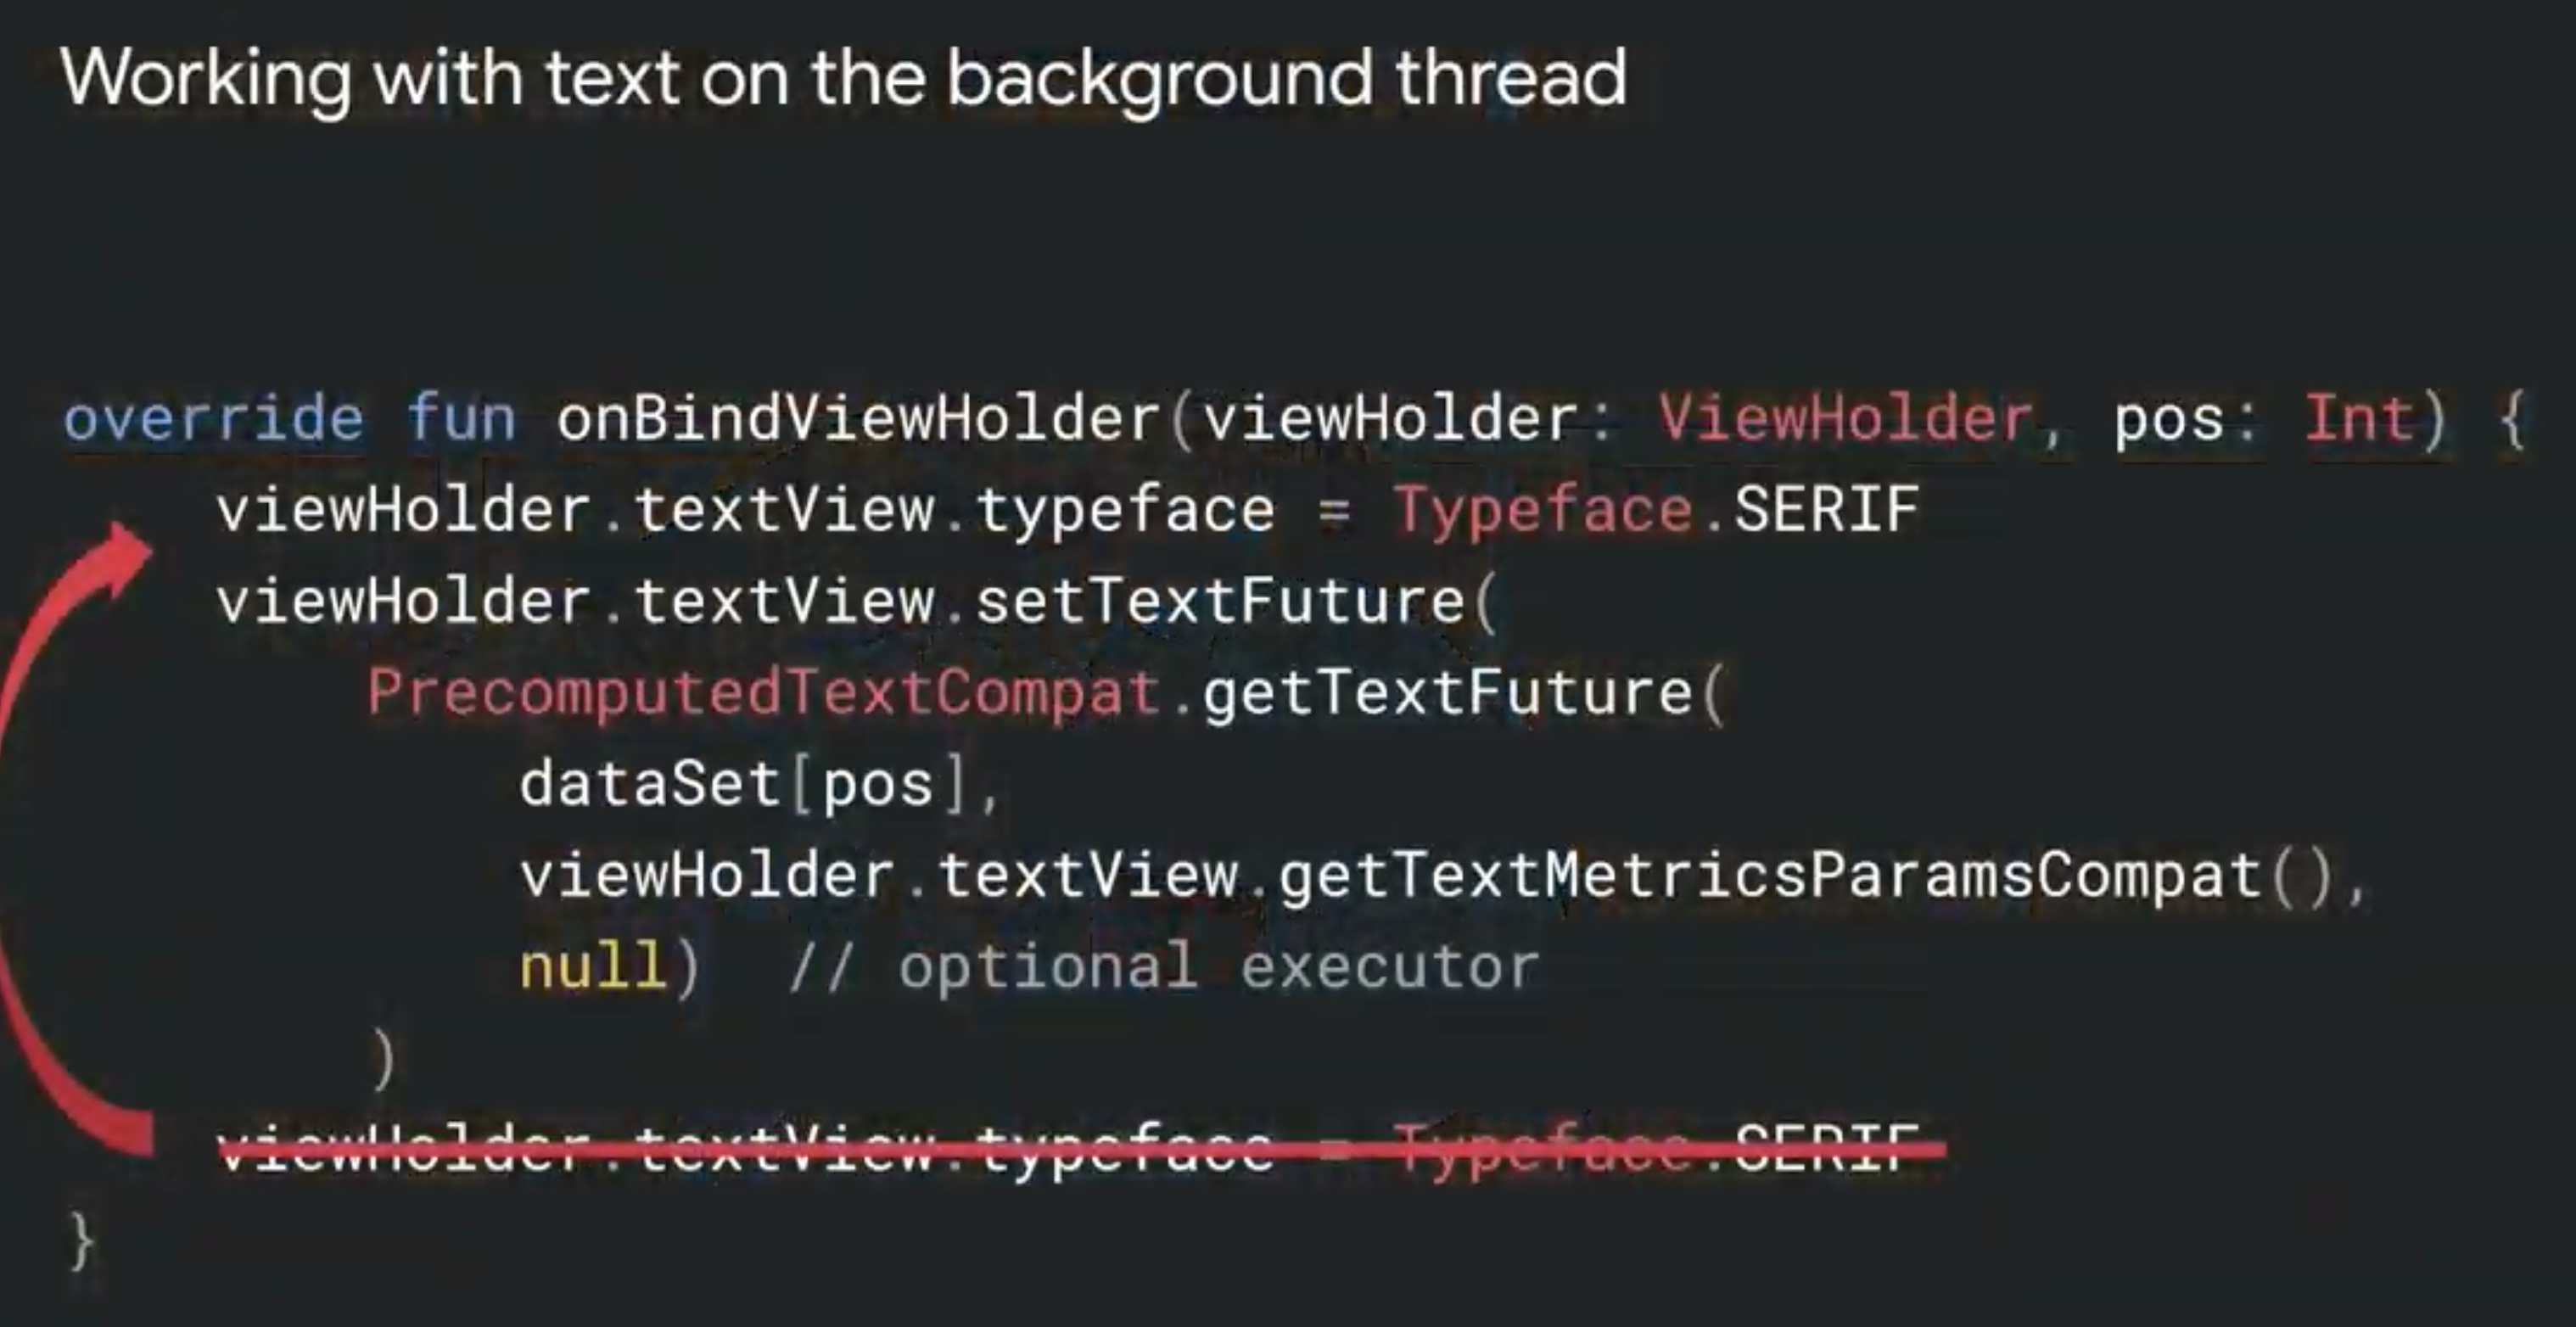 Working with text on the background thread
override fun onBindViewHolder(viewHolder: ViewHolder, pos: Int) {
viewHolder.textView.typeface = Typeface.SERIF
viewHolder.textView.setTextFuture(
PrecomputedTextCompat.getTextFuture(
dataSet[pos],
viewHolder.textView.getTextMetricsParamsCompat(),
null)  // optional executor
)
viewHolder.textView.typeface = Typeface.SERIF
}